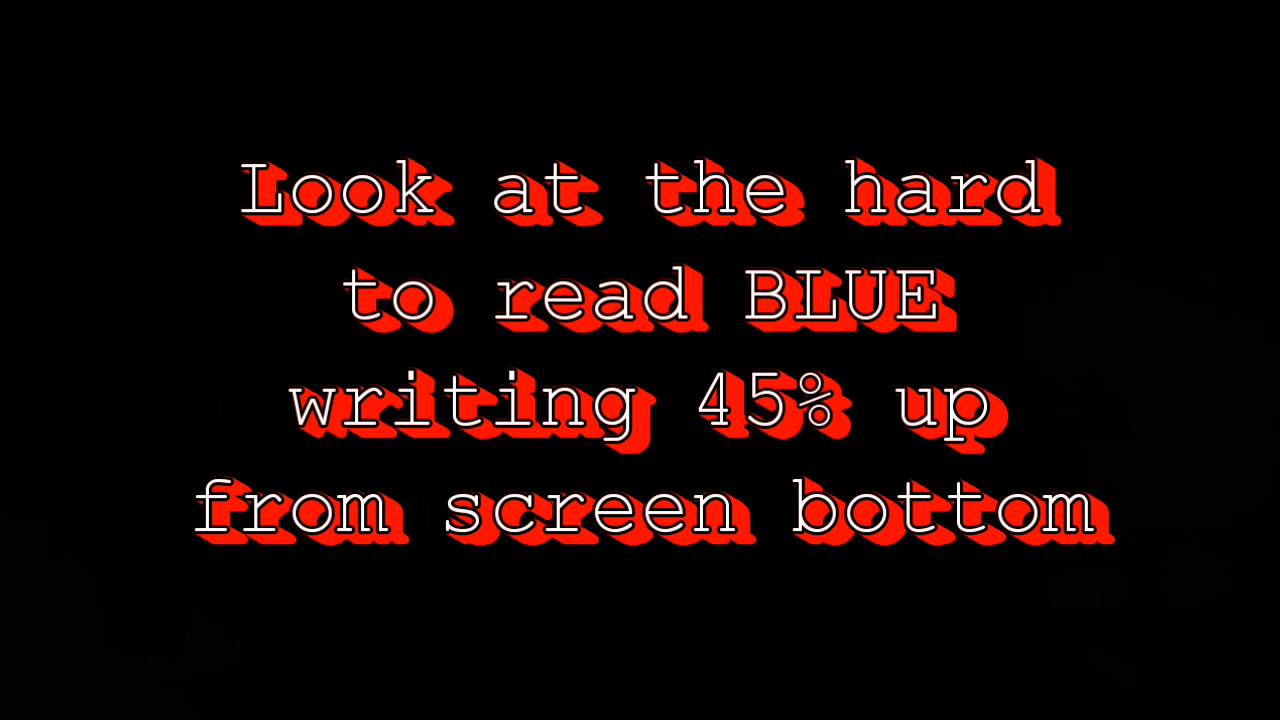 Look at the hard
to read BLUE
writing 45% up
from screen bottom